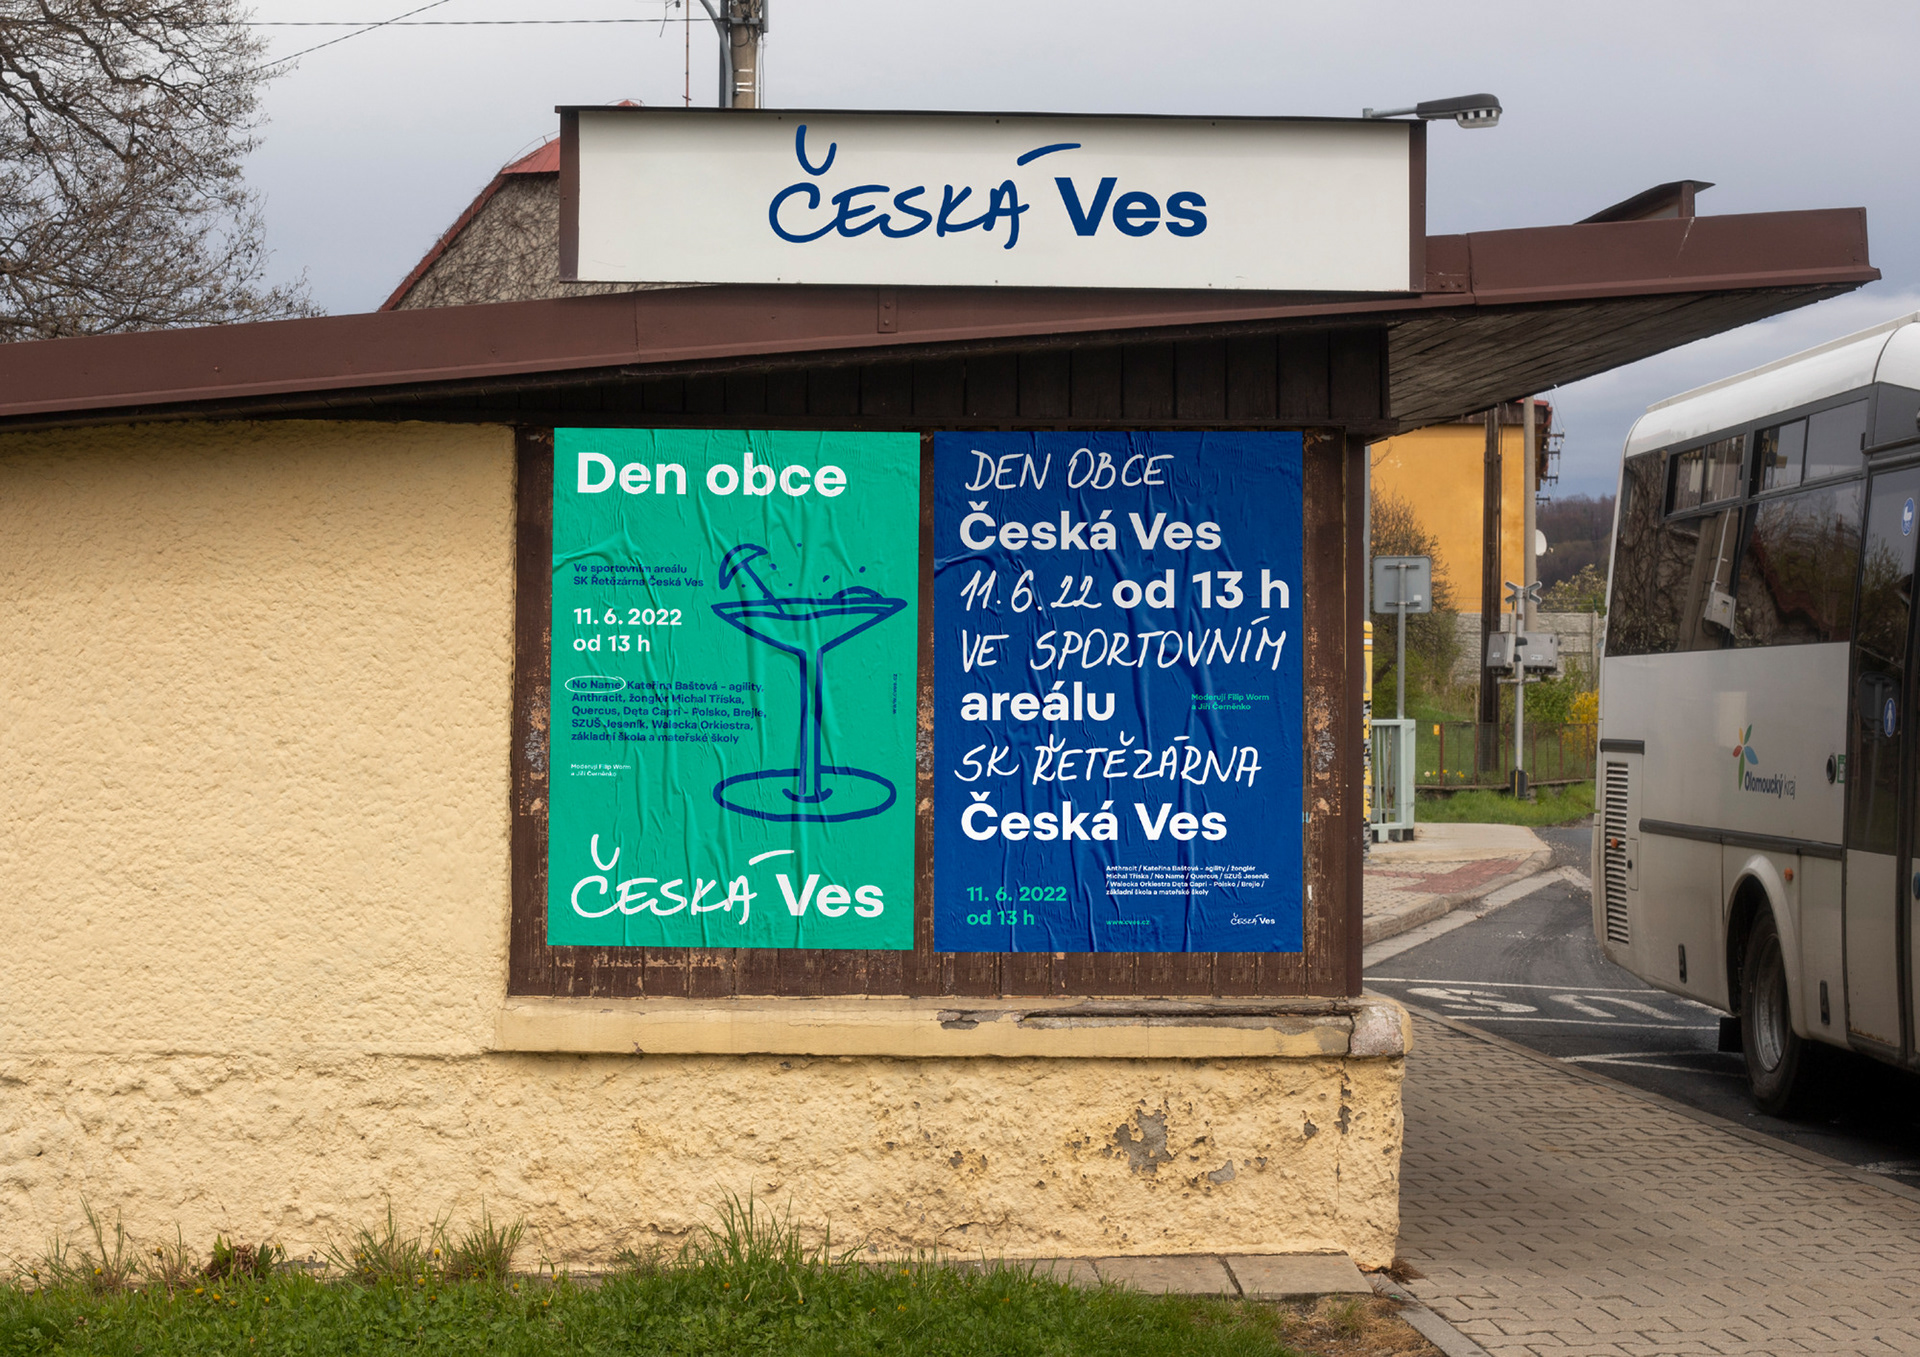 ČESKÁ Ves
Den obce
Ve sportovním areálu
SK Řetězárna Česká Ves
11. 6. 2022
od 13 h
No Name, Kateřina Baštová – agility,
Anthracit, žonglér Michal Tříska,
Quercus, Dęta Capri – Polsko, Brejle,
SZUŠ Jeseník, Walecka Orkiestra,
základní škola a mateřské školy
Moderují Filip Worm
a Jiří Černěnko
ČESKÁ Ves
DEN OBCE
Česká Ves
11. 6. 22 od 13 h
VE SPORTOVNÍM
areálu
Moderují Filip Worm
a Jiří Černěnko
SK ŘETĚZÁRNA
Česká Ves
Anthracit / Kateřina Baštová – agility / žonglér
Michal Tříska / No Name / Quercus / SZUŠ Jeseník
/ Walecka Orkiestra Dęta Capri – Polsko / Brejle /
základní škola a mateřské školy
11. 6. 2022
od 13 h
www.cves.cz
ČESKÁ Ves
Olomoucký kraj